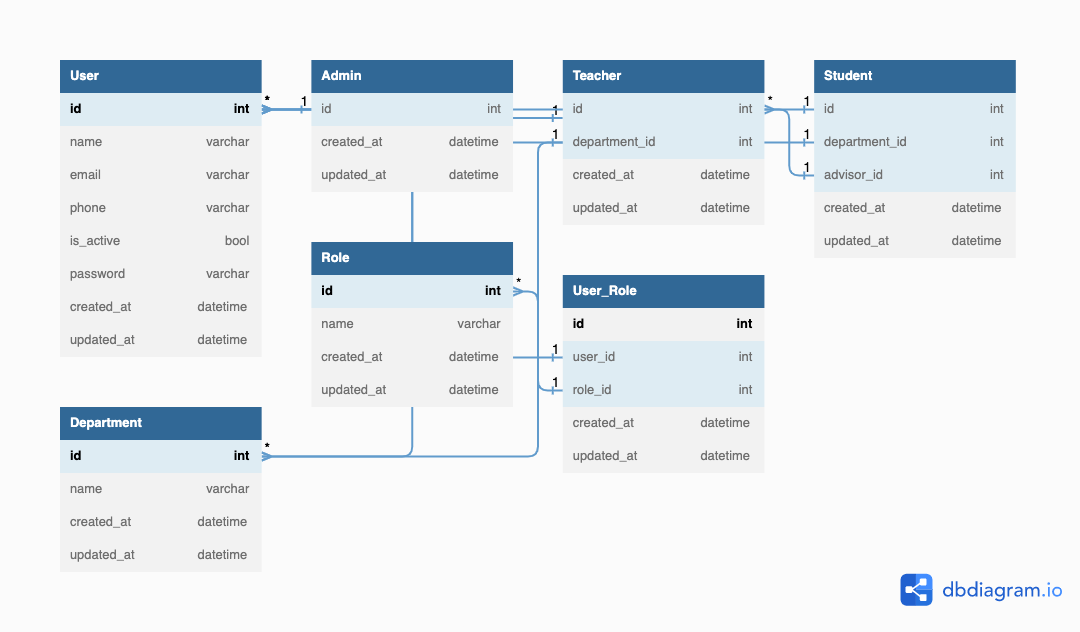 User
id int
name varchar
email varchar
phone varchar
is_active bool
password varchar
created_at datetime
updated_at datetime
* 1
Admin
id int
created_at datetime
updated_at datetime
1
1
Teacher
id int
department_id int
created_at datetime
updated_at datetime
* 1
1
1
Student
id int
department_id int
advisor_id int
created_at datetime
updated_at datetime
Role
id int
name varchar
created_at datetime
updated_at datetime
*
1
1
User_Role
id int
user_id int
role_id int
created_at datetime
updated_at datetime
Department
id int
name varchar
created_at datetime
updated_at datetime
*
dbdiagram.io